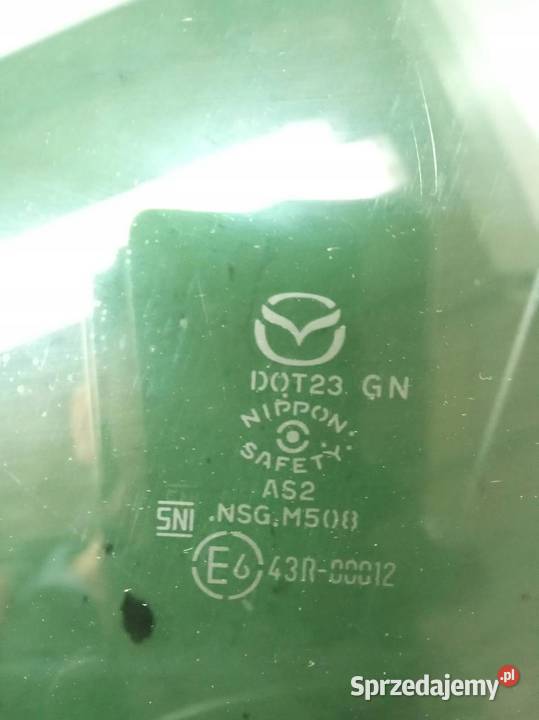 DOT23 GN
NIPPON
SAFETY
AS2
SNI .NSG.M508
E6 43R-00012
Sprzedajemy.pl